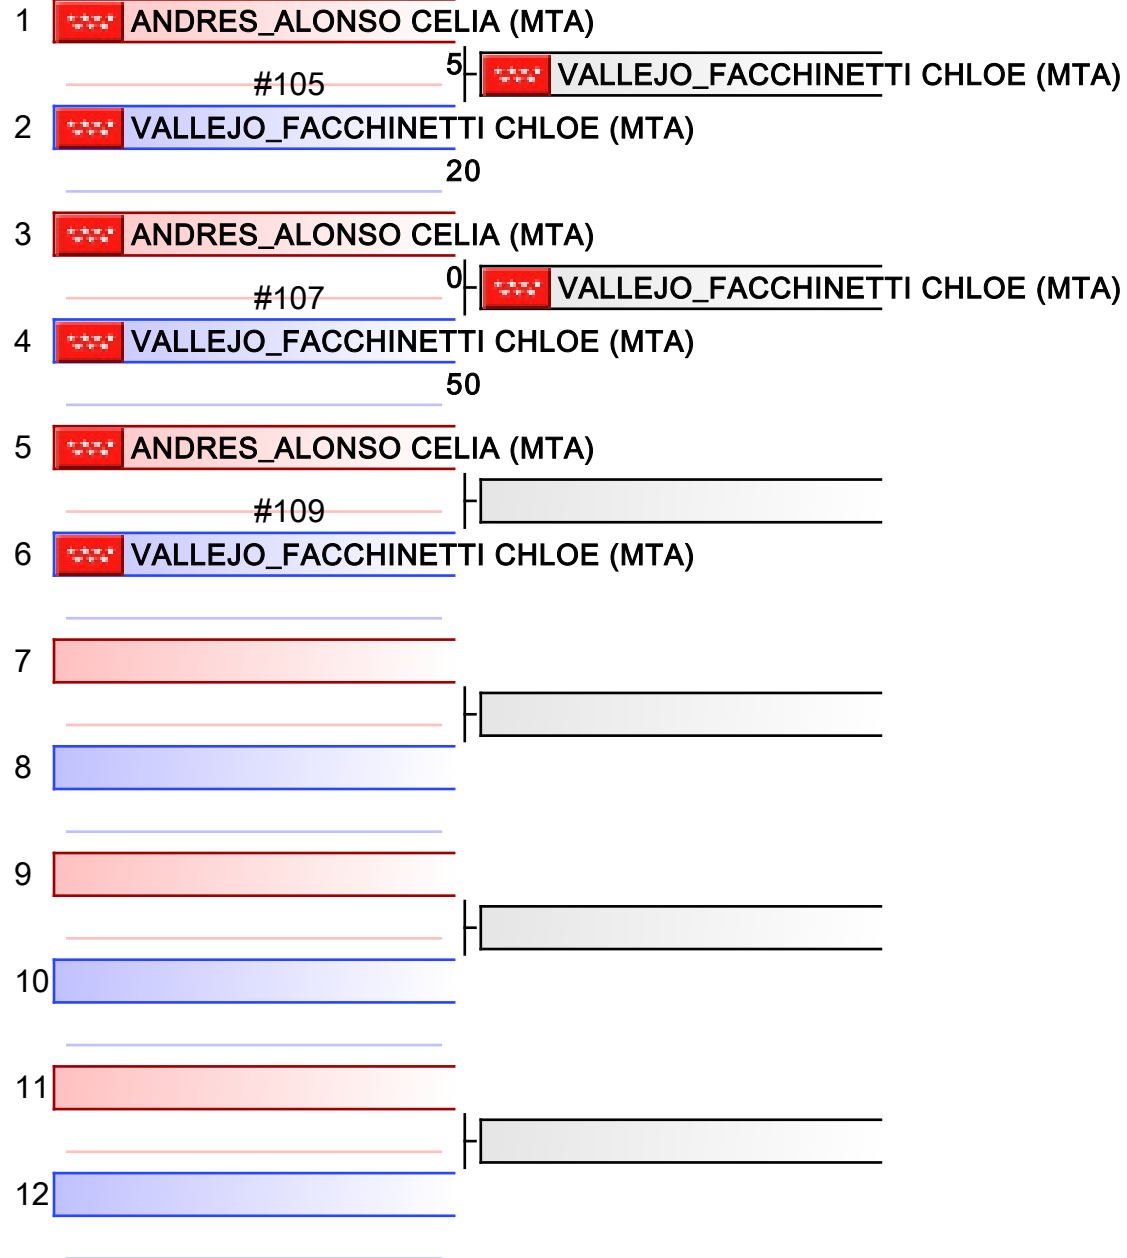 1 ANDRES_ALONSO CELIA (MTA)
5 VALLEJO_FACCHINETTI CHLOE (MTA)
#105
2 VALLEJO_FACCHINETTI CHLOE (MTA)
20
3 ANDRES_ALONSO CELIA (MTA)
0 VALLEJO_FACCHINETTI CHLOE (MTA)
#107
4 VALLEJO_FACCHINETTI CHLOE (MTA)
50
5 ANDRES_ALONSO CELIA (MTA)
#109
6 VALLEJO_FACCHINETTI CHLOE (MTA)
7
8
9
10
11
12